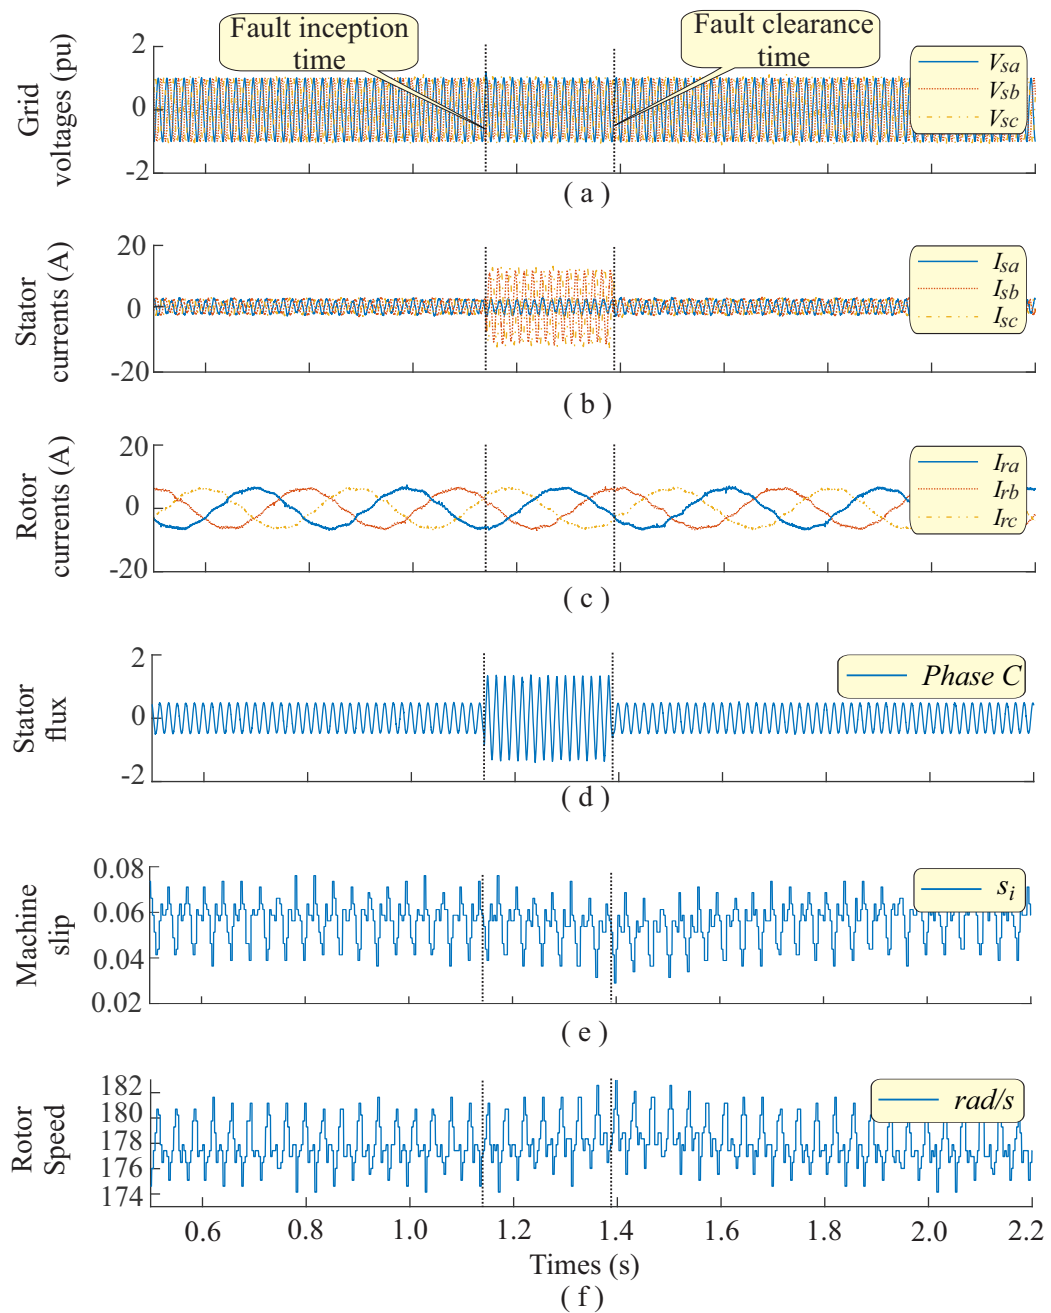 Fault inception
time
Fault clearance
time
Grid
voltages (pu)
2
0
-2
Vsa
Vsb
Vsc
( a )
Stator
currents (A)
20
0
-20
Isa
Isb
Isc
( b )
Rotor
currents (A)
20
0
-20
Ira
Irb
Irc
( c )
Stator
flux
2
0
-2
Phase C
( d )
Machine
slip
0.08
0.06
0.04
0.02
si
( e )
Rotor
Speed
182
180
178
176
174
rad/s
0.6 0.8 1.0 1.2 1.4 1.6 1.8 2.0 2.2
Times (s)
( f )